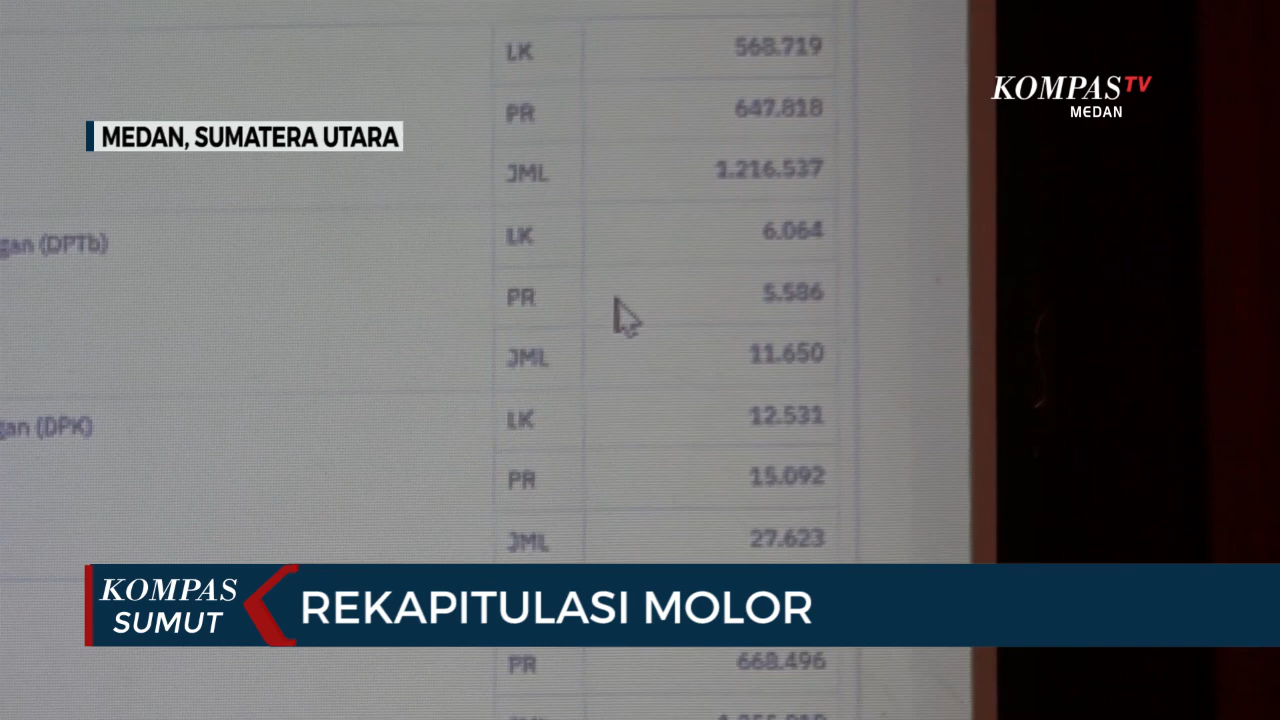 LK 568.719
KOMPAS TV
MEDAN
PR 647.818
MEDAN, SUMATERA UTARA
JML 1.216.537
gan (DPTb) LK 6.064
PR 5.586
JML 11.650
gan (DPK) LK 12.531
PR 15.092
JML 27.623
KOMPAS
SUMUT
REKAPITULASI MOLOR
PR 668.496